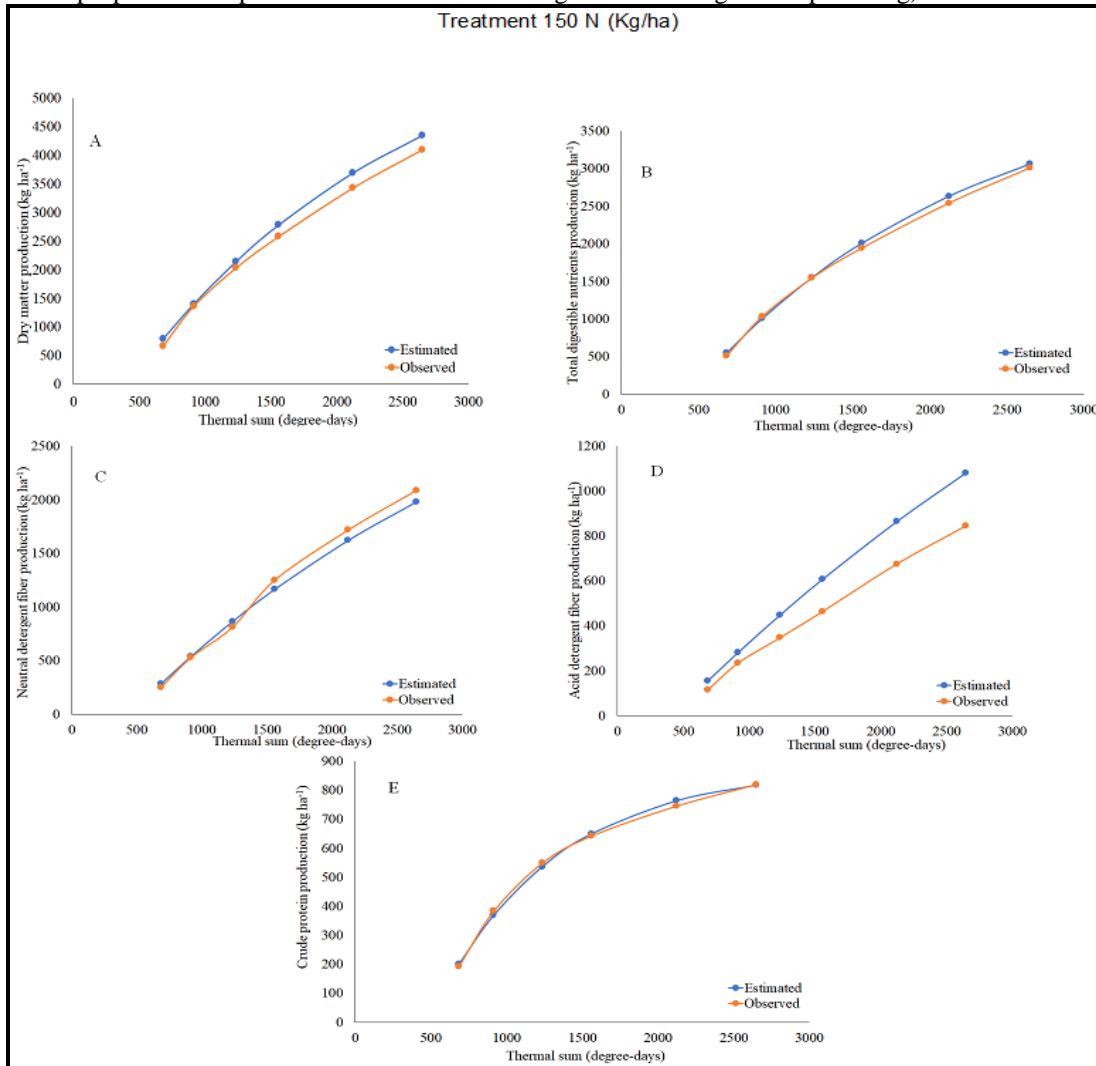 Treatment 150 N (Kg/ha)
A
Dry matter production (kg ha⁻¹)
5000
4500
4000
3500
3000
2500
2000
1500
1000
500
0
0 500 1000 1500 2000 2500 3000
Thermal sum (degree-days)
Estimated
Observed
B
Total digestible nutrients production (kg ha⁻¹)
3500
3000
2500
2000
1500
1000
500
0
0 500 1000 1500 2000 2500 3000
Thermal sum (degree-days)
Estimated
Observed
C
Neutral detergent fiber production (kg ha⁻¹)
2500
2000
1500
1000
500
0
0 500 1000 1500 2000 2500 3000
Thermal sum (degree-days)
Estimated
Observed
D
Acid detergent fiber production (kg ha⁻¹)
1200
1000
800
600
400
200
0
0 500 1000 1500 2000 2500 3000
Thermal sum (degree-days)
Estimated
Observed
E
Crude protein production (kg ha⁻¹)
900
800
700
600
500
400
300
200
100
0
0 500 1000 1500 2000 2500 3000
Thermal sum (degree-days)
Estimated
Observed